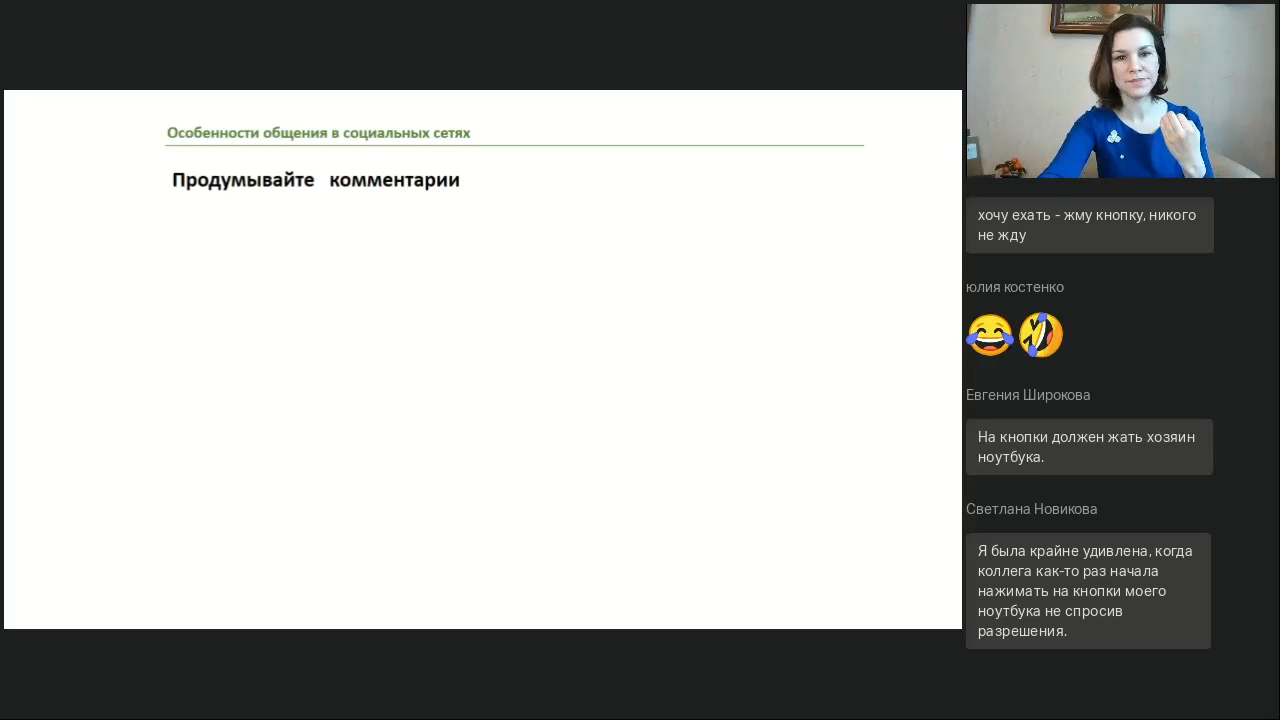 Особенности общения в социальных сетях
Продумывайте комментарии
хочу ехать - жму кнопку, никого
не жду
юлия костенко
😂🤣
Евгения Широкова
На кнопки должен жать хозяин
ноутбука.
Светлана Новикова
Я была крайне удивлена, когда
коллега как-то раз начала
нажимать на кнопки моего
ноутбука не спросив
разрешения.